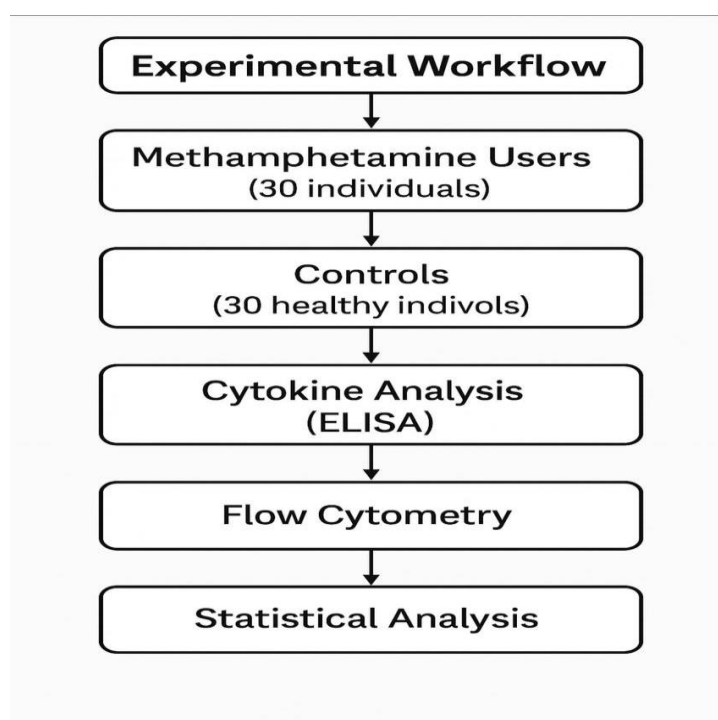 Experimental Workflow
Methamphetamine Users
(30 individuals)
Controls
(30 healthy indivols)
Cytokine Analysis
(ELISA)
Flow Cytometry
Statistical Analysis